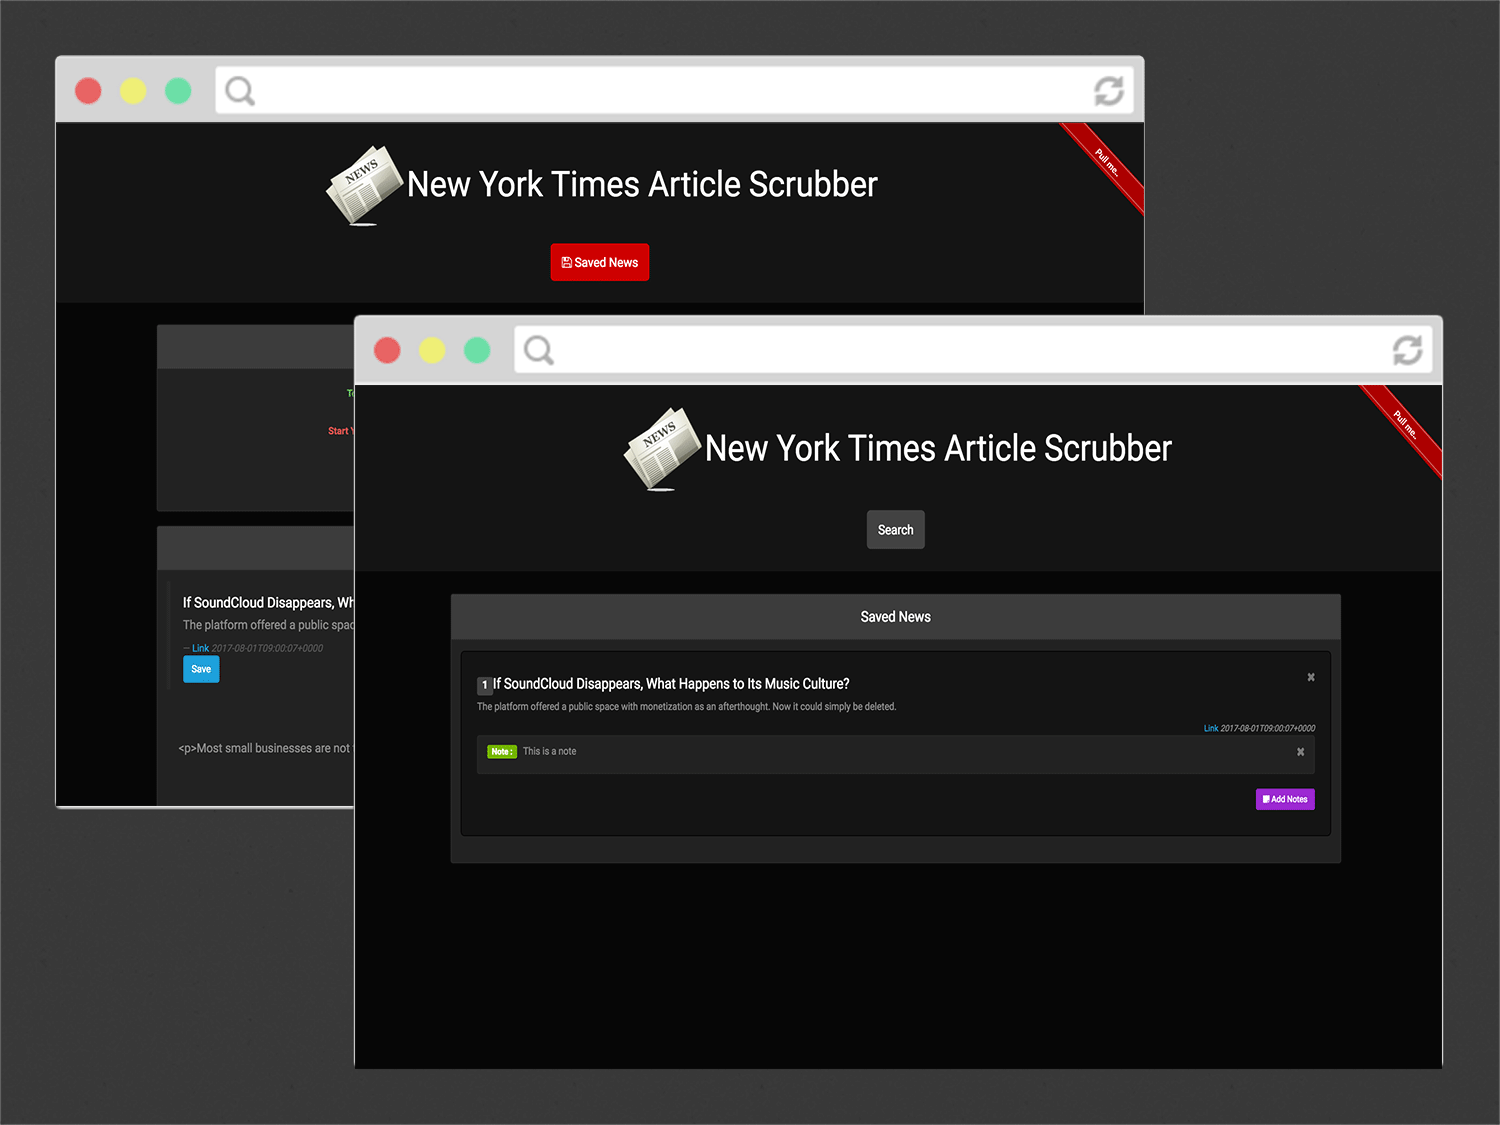 Pull me..
NEWS
New York Times Article Scrubber
Saved News
Start
If SoundCloud Disappears,
The platform offered a public
— Link 2017-08-01T09:00:07+0000
Save
<p>Most small businesses are not
Pull me..
NEWS
New York Times Article Scrubber
Search
Saved News
1 If SoundCloud Disappears, What Happens to Its Music Culture?
The platform offered a public space with monetization as an afterthought. Now it could simply be deleted.
Link 2017-08-01T09:00:07+0000
Note : This is a note
Add Notes